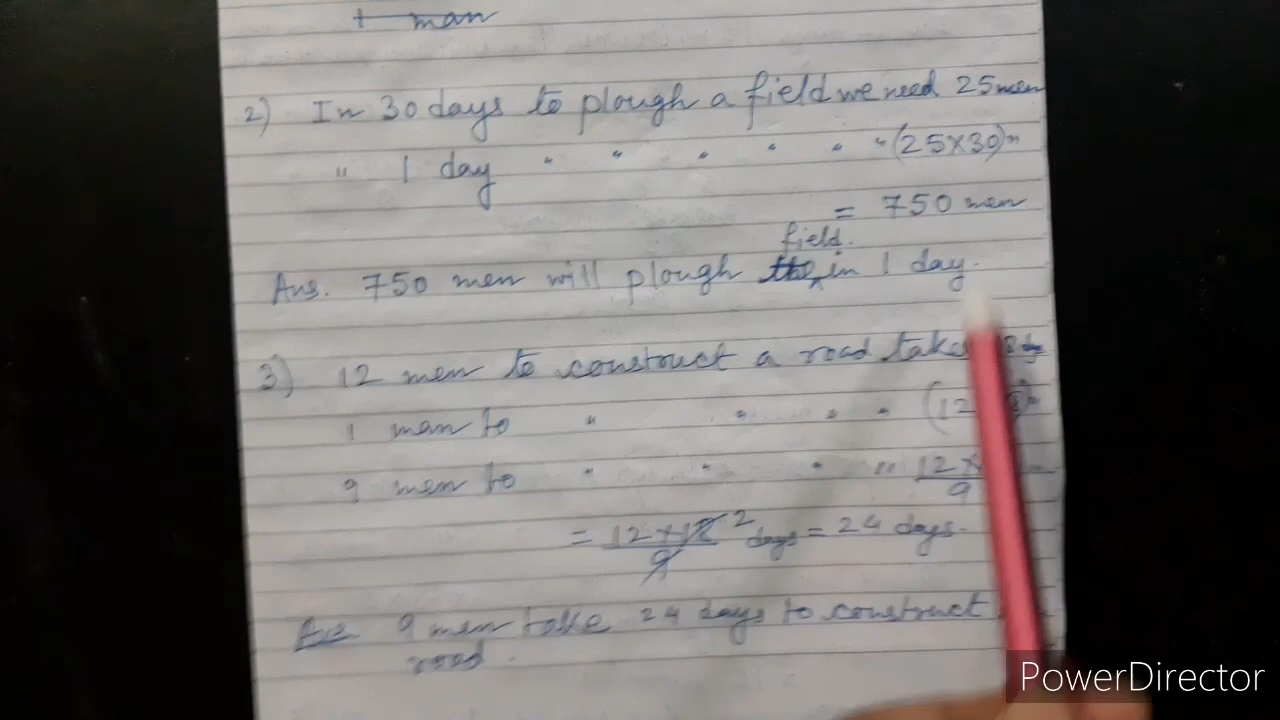 + man
2) In 30 days to plough a field we need 25 men
" 1 day " " " " " " (25×30) "
= 750 men
field.
Ans. 750 men will plough in 1 day.
3) 12 men to construct a road take
1 man to " " " " (12
9 men to " " " " 12 ×
9
= 12 × 18 2 days = 24 days.
9
Ans. 9 men take 24 days to construct
road.
PowerDirector